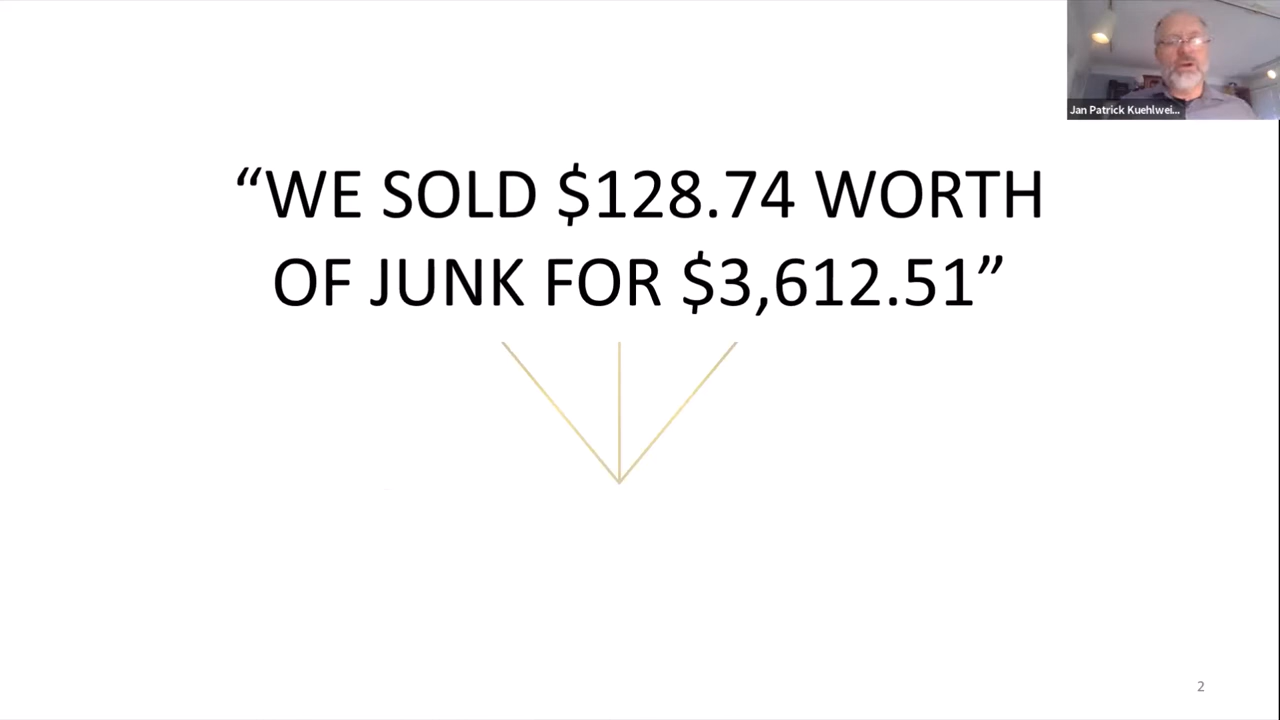 Jan Patrick Kuehlwei...
“WE SOLD $128.74 WORTH
OF JUNK FOR $3,612.51”
2